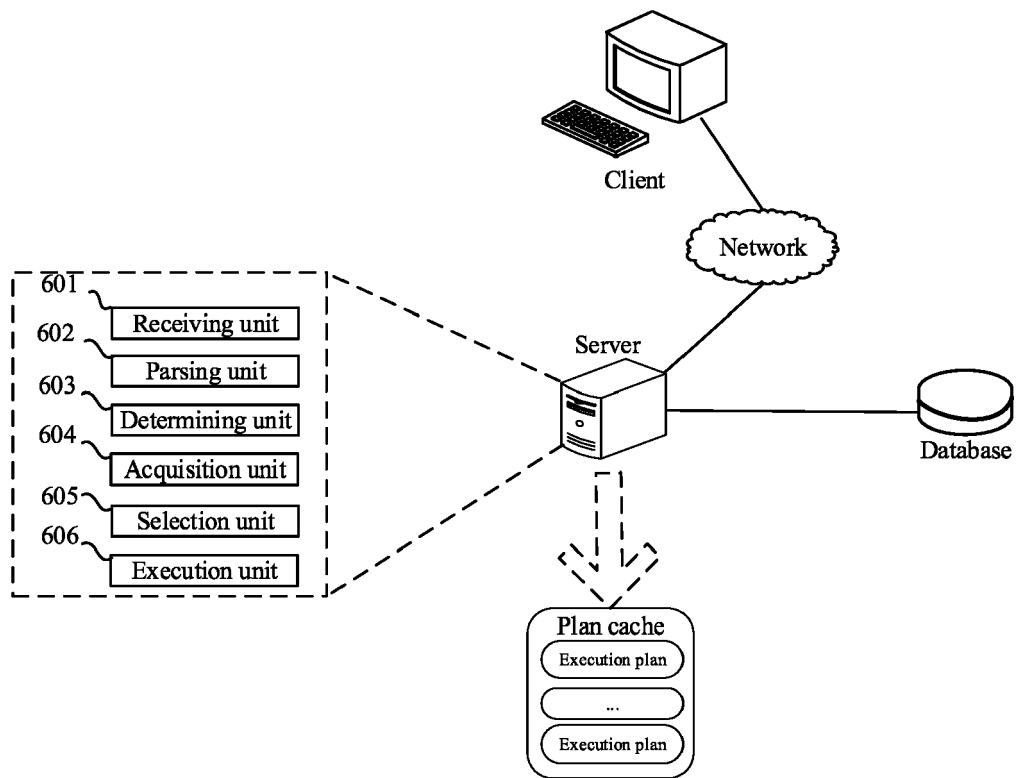 Client
Network
601
Receiving unit
602
Parsing unit
603
Determining unit
604
Acquisition unit
605
Selection unit
606
Execution unit
Server
Database
Plan cache
Execution plan
...
Execution plan